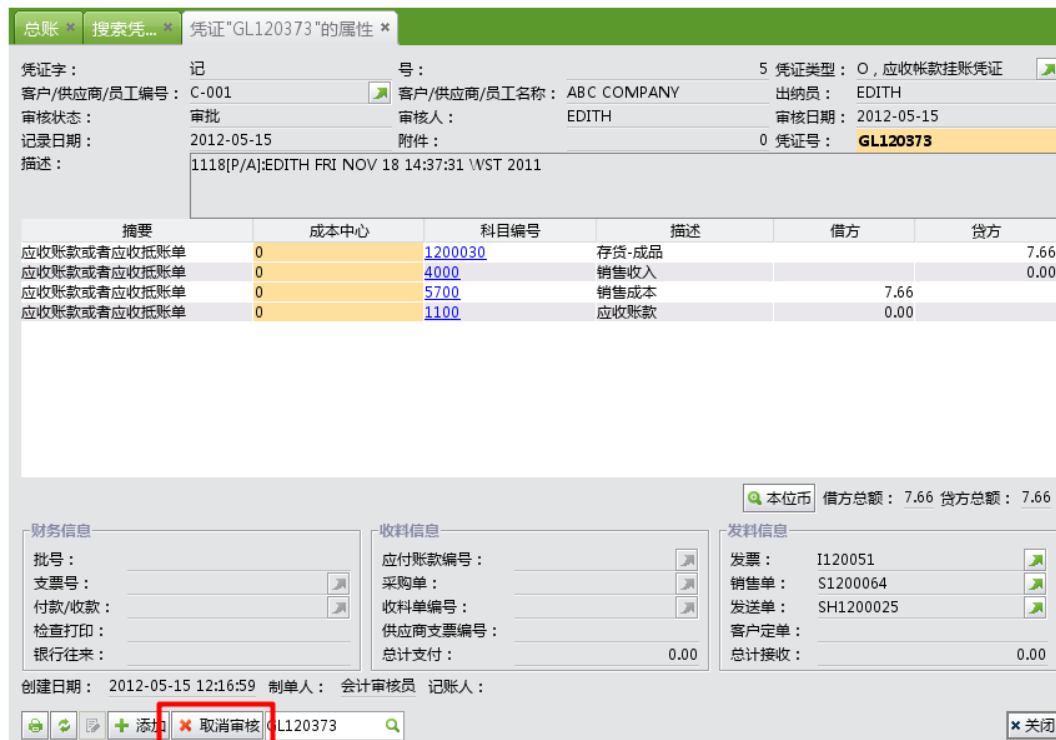 总账 × 搜索凭... × 凭证"GL120373"的属性 ×
凭证字： 记 号： 5 凭证类型： O , 应收帐款挂账凭证
客户/供应商/员工编号： C-001 客户/供应商/员工名称： ABC COMPANY 出纳员： EDITH
审核状态： 审批 审核人： EDITH 审核日期： 2012-05-15
记录日期： 2012-05-15 附件： 0 凭证号： GL120373
描述： 1118[P/A]:EDITH FRI NOV 18 14:37:31 WST 2011
摘要 成本中心 科目编号 描述 借方 贷方
应收账款或者应收抵账单 0 1200030 存货-成品 7.66
应收账款或者应收抵账单 0 4000 销售收入 0.00
应收账款或者应收抵账单 0 5700 销售成本 7.66
应收账款或者应收抵账单 0 1100 应收账款 0.00
本位币 借方总额： 7.66 贷方总额： 7.66
财务信息 收料信息 发料信息
批号： 应付账款编号： 发票： I120051
支票号： 采购单： 销售单： S1200064
付款/收款： 收料单编号： 发送单： SH1200025
检查打印： 供应商支票编号： 客户定单：
银行往来： 总计支付： 0.00 总计接收： 0.00
创建日期： 2012-05-15 12:16:59 制单人： 会计审核员 记账人：
添加 取消审核 GL120373 关闭